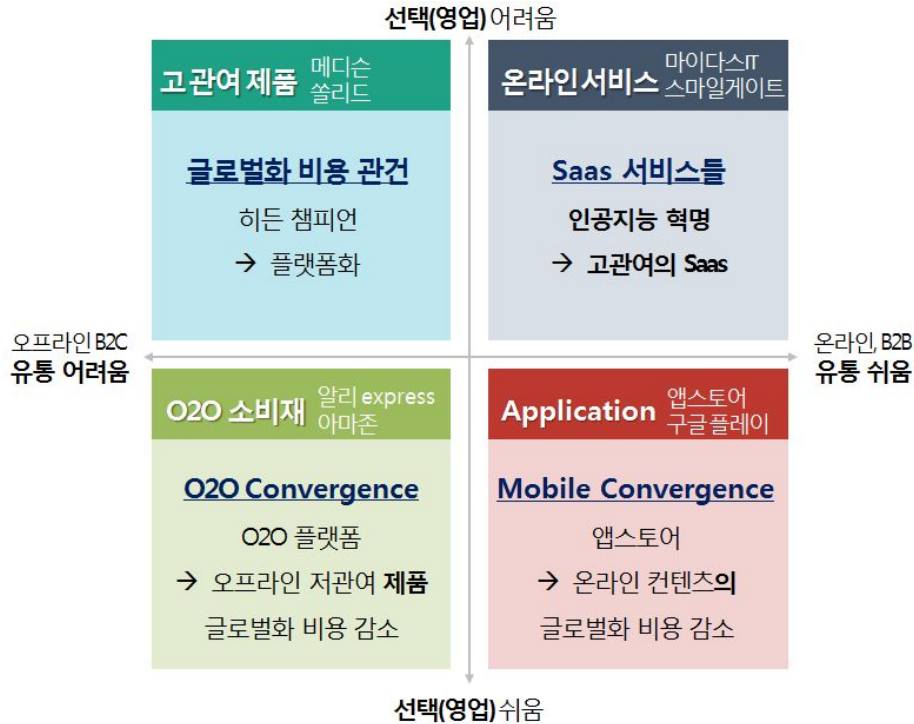 선택(영업) 어려움
고 관여 제품 메디슨
쏠리드
글로벌화 비용 관건
히든 챔피언
→ 플랫폼화
온라인 서비스 마이다스IT
스마일게이트
Saas 서비스들
인공지능 혁명
→ 고관여의 Saas
오프라인 B2C
유통 어려움
온라인, B2B
유통 쉬움
O2O 소비재 알리 express
아마존
O2O Convergence
O2O 플랫폼
→ 오프라인 저관여 제품
글로벌화 비용 감소
Application 앱스토어
구글플레이
Mobile Convergence
앱스토어
→ 온라인 컨텐츠의
글로벌화 비용 감소
선택(영업) 쉬움